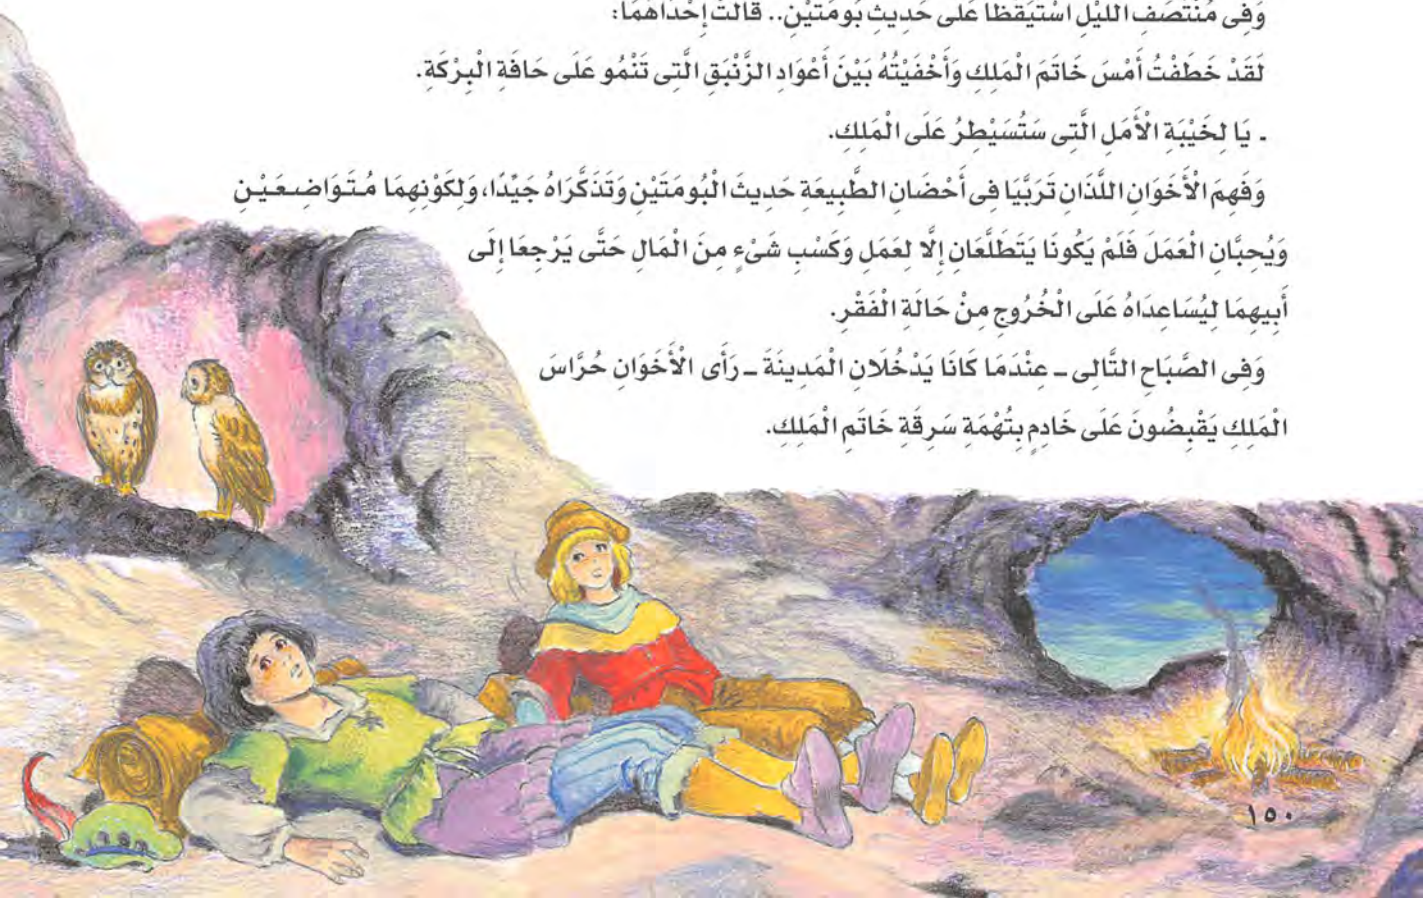 وَفِى مُنْتَصَفِ اللَّيْلِ اسْتَيْقَظَا عَلَى حَدِيثِ بُومَتَيْنِ.. قَالَتْ إِحْدَاهُمَا:
لَقَدْ خَطَفْتُ أَمْسَ خَاتَمَ الْمَلِكِ وَأَخْفَيْتُهُ بَيْنَ أَعْوَادِ الزَّنْبَقِ الَّتِى تَنْمُو عَلَى حَافَةِ الْبِرْكَةِ.
ـ يَا لِخَيْبَةِ الْأَمَلِ الَّتِى سَتُسَيْطِرُ عَلَى الْمَلِكِ.
وَفَهِمَ الْأَخَوَانِ اللَّذَانِ تَرَبَّيَا فِى أَحْضَانِ الطَّبِيعَةِ حَدِيثَ الْبُومَتَيْنِ وَتَذَكَّرَاهُ جَيِّدًا، وَلِكَوْنِهِمَا مُتَوَاضِعَيْنِ
وَيُحِبَّانِ الْعَمَلَ فَلَمْ يَكُونَا يَتَطَلَّعَانِ إِلَّا لِعَمَلٍ وَكَسْبِ شَىْءٍ مِنَ الْمَالِ حَتَّى يَرْجِعَا إِلَى
أَبِيهِمَا لِيُسَاعِدَاهُ عَلَى الْخُرُوجِ مِنْ حَالَةِ الْفَقْرِ.
وَفِى الصَّبَاحِ التَّالِى ـ عِنْدَمَا كَانَا يَدْخُلَانِ الْمَدِينَةَ ـ رَأَى الْأَخَوَانِ حُرَّاسَ
الْمَلِكِ يَقْبِضُونَ عَلَى خَادِمٍ بِتُهْمَةِ سَرِقَةِ خَاتَمِ الْمَلِكِ.
١٥٠